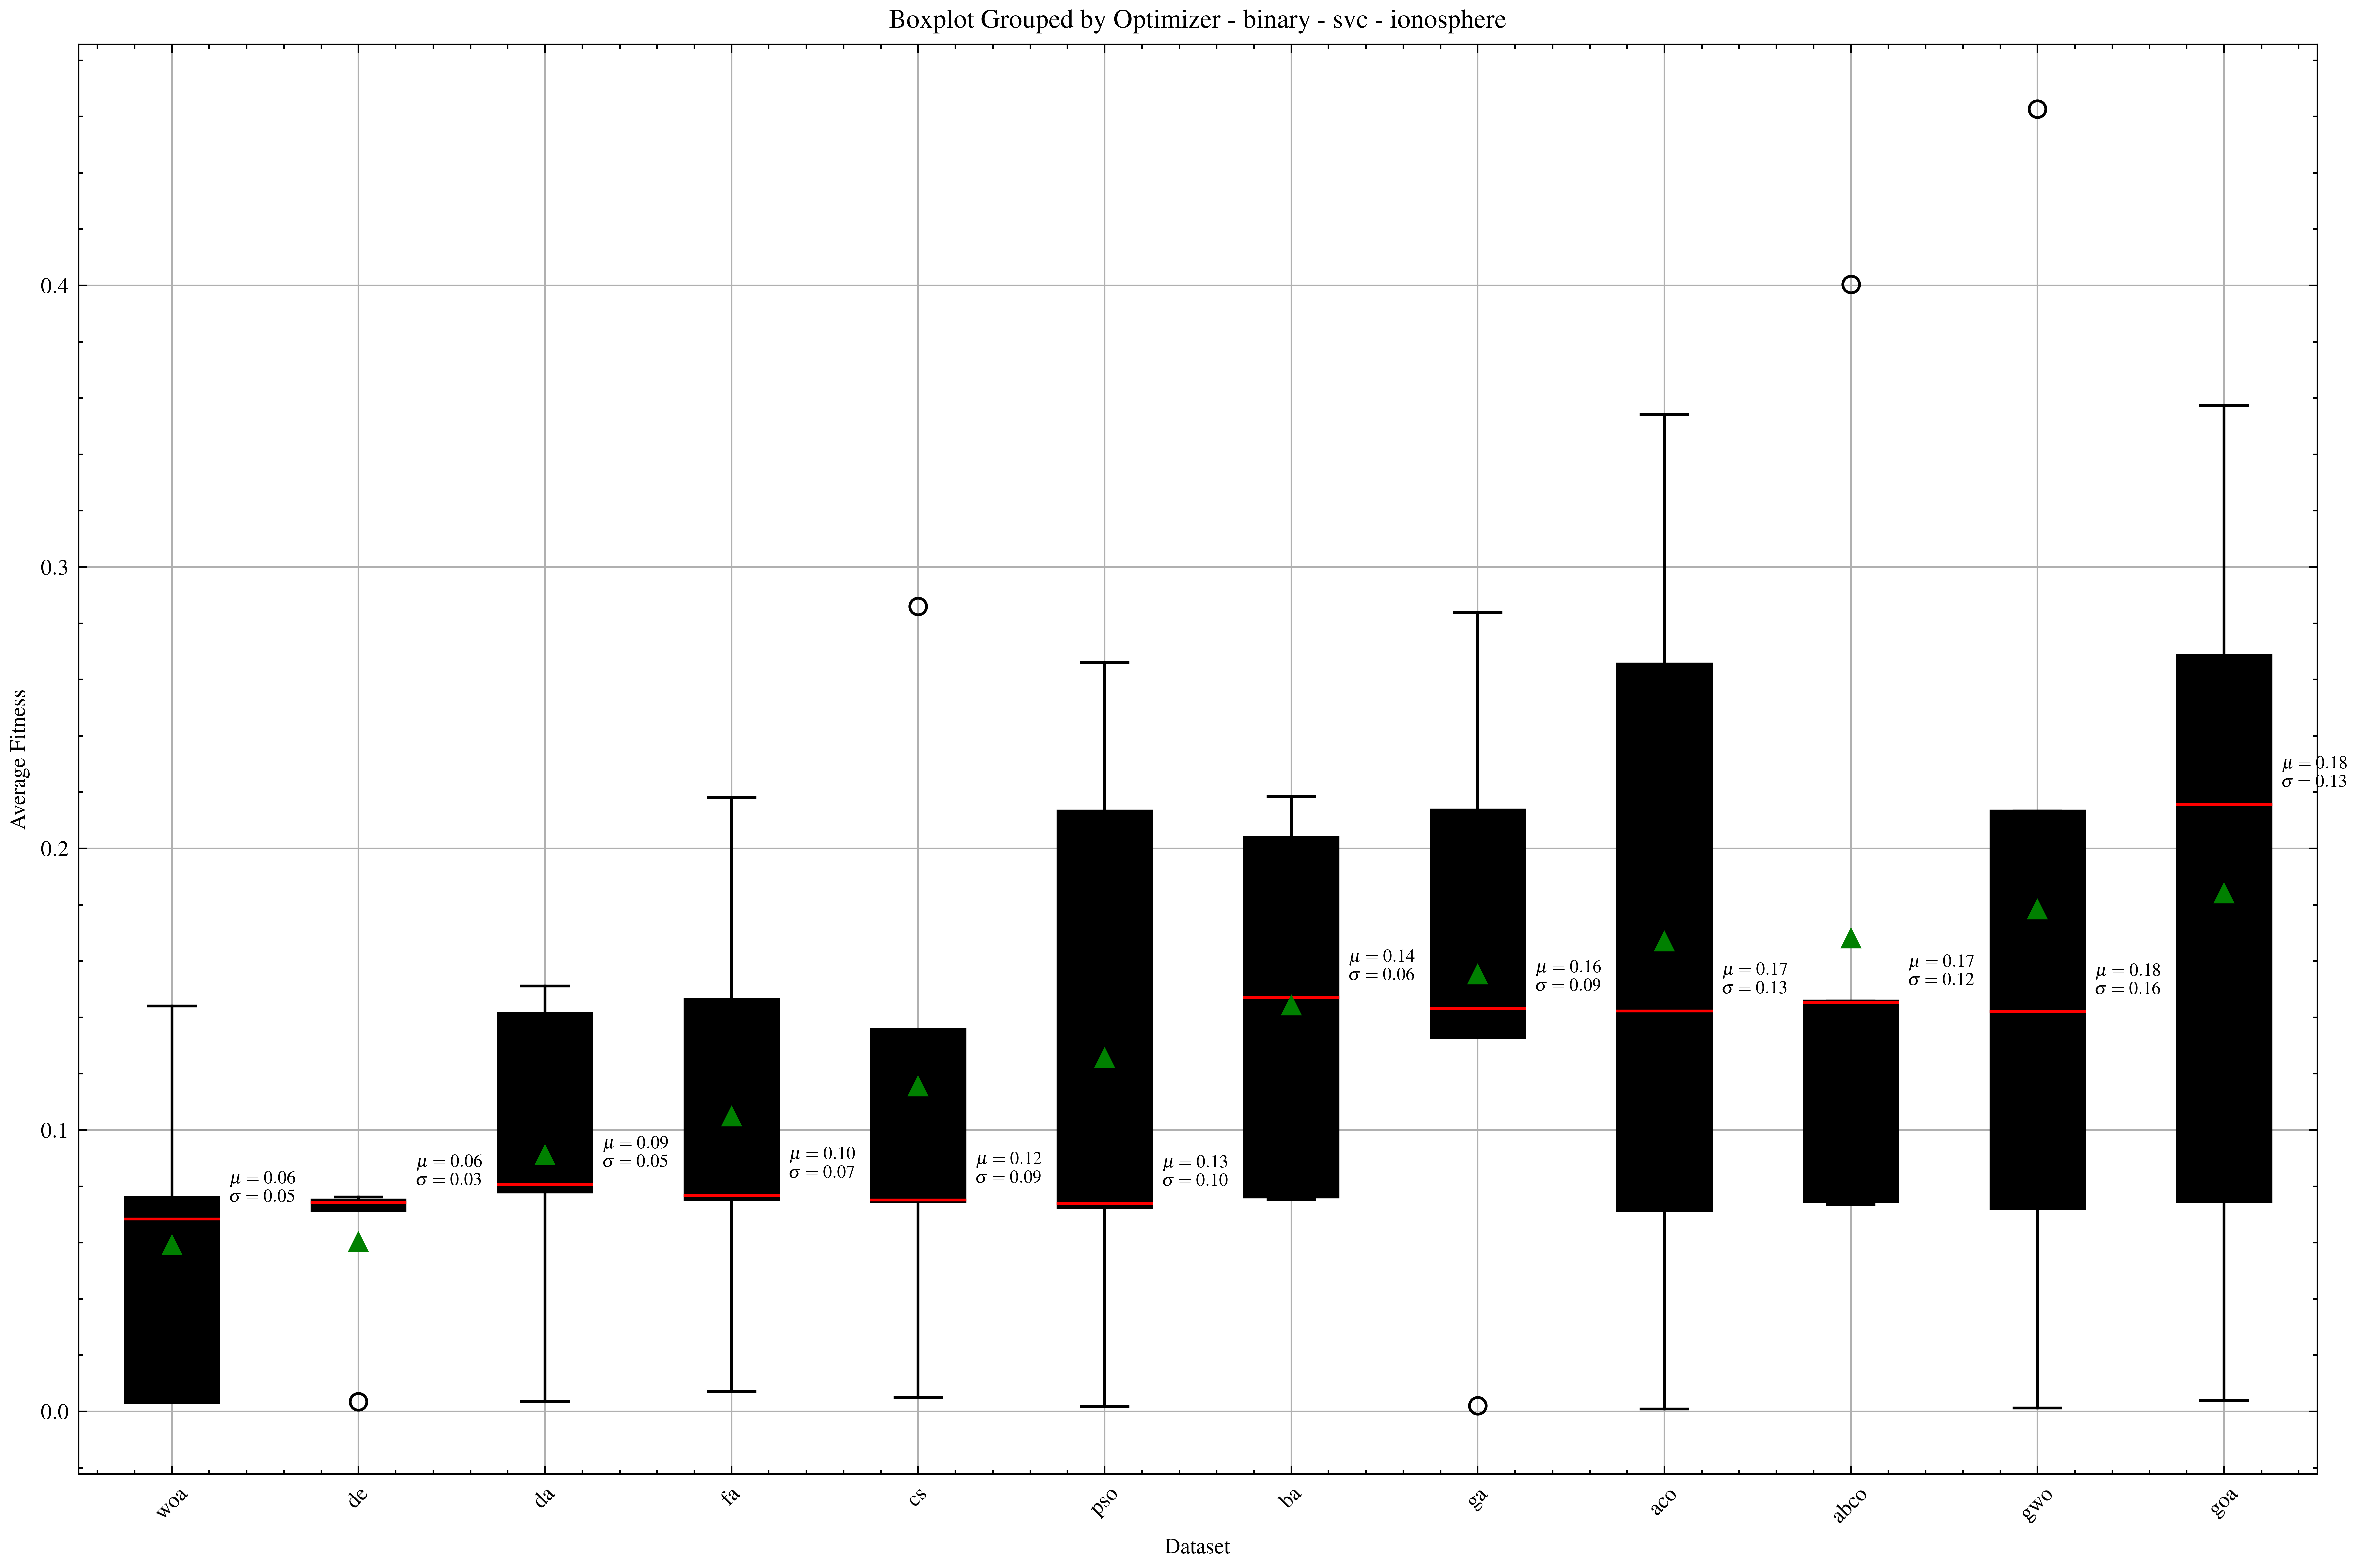 Boxplot Grouped by Optimizer - binary - svc - ionosphere
Average Fitness
0.4
0.3
0.2
0.1
0.0
μ = 0.06
σ = 0.05
μ = 0.06
σ = 0.03
μ = 0.09
σ = 0.05
μ = 0.10
σ = 0.07
μ = 0.12
σ = 0.09
μ = 0.13
σ = 0.10
μ = 0.14
σ = 0.06
μ = 0.16
σ = 0.09
μ = 0.17
σ = 0.13
μ = 0.17
σ = 0.12
μ = 0.18
σ = 0.16
μ = 0.18
σ = 0.13
woa
de
da
fa
cs
pso
ba
ga
aco
abco
gwo
goa
Dataset